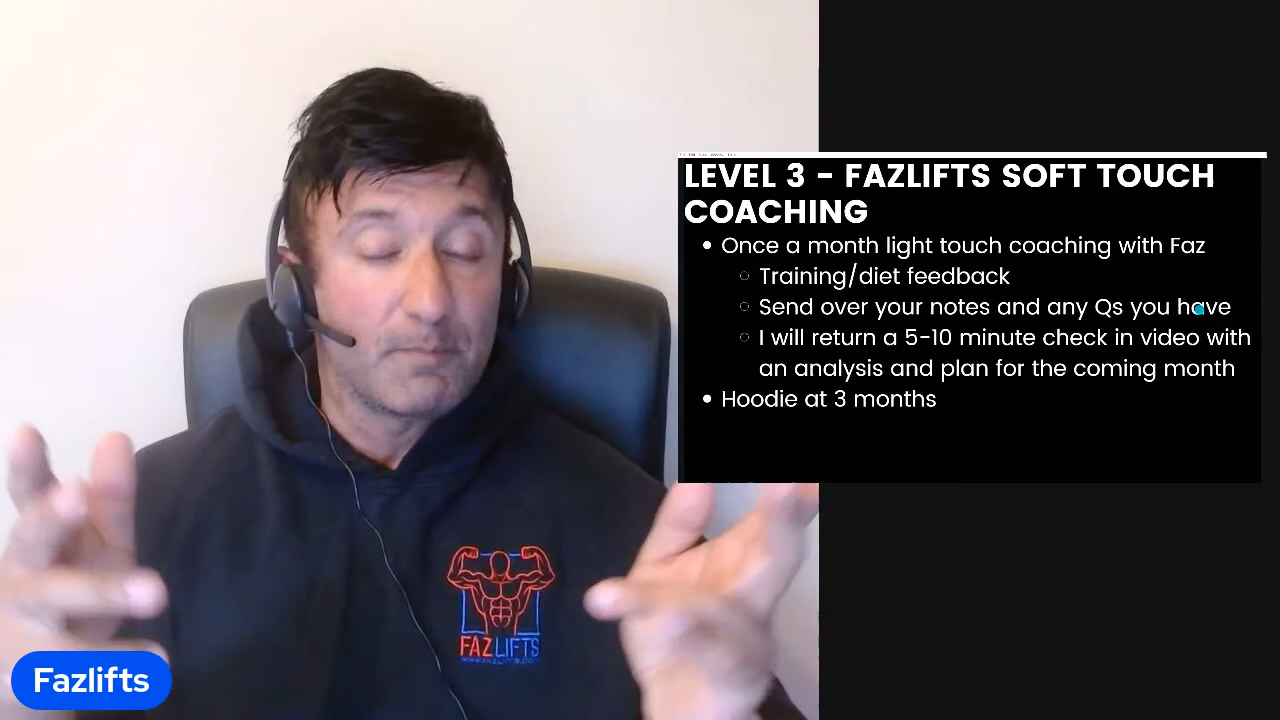 LEVEL 3 - FAZLIFTS SOFT TOUCH
COACHING
• Once a month light touch coaching with Faz
○ Training/diet feedback
○ Send over your notes and any Qs you have
○ I will return a 5-10 minute check in video with
an analysis and plan for the coming month
• Hoodie at 3 months
FAZLIFTS
Fazlifts